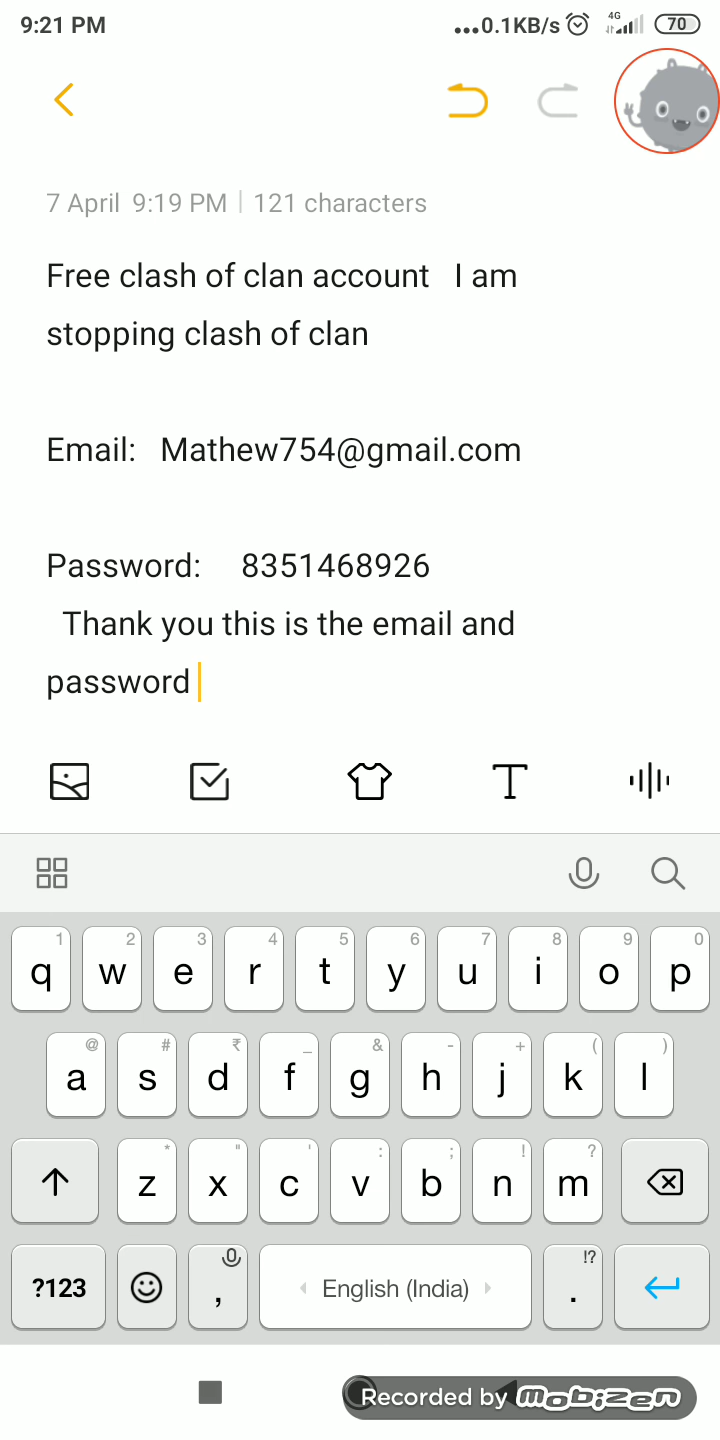 9:21 PM
...0.1KB/s 4G 70
7 April 9:19 PM | 121 characters
Free clash of clan account I am
stopping clash of clan
Email: Mathew754@gmail.com
Password: 8351468926
Thank you this is the email and
password
T
1 2 3 4 5 6 7 8 9 0
q w e r t y u i o p
@ # ₹ _ & - + ( )
a s d f g h j k l
* " ' : ; ! ?
z x c v b n m
!?
?123 , English (India) .
Recorded by mobizen